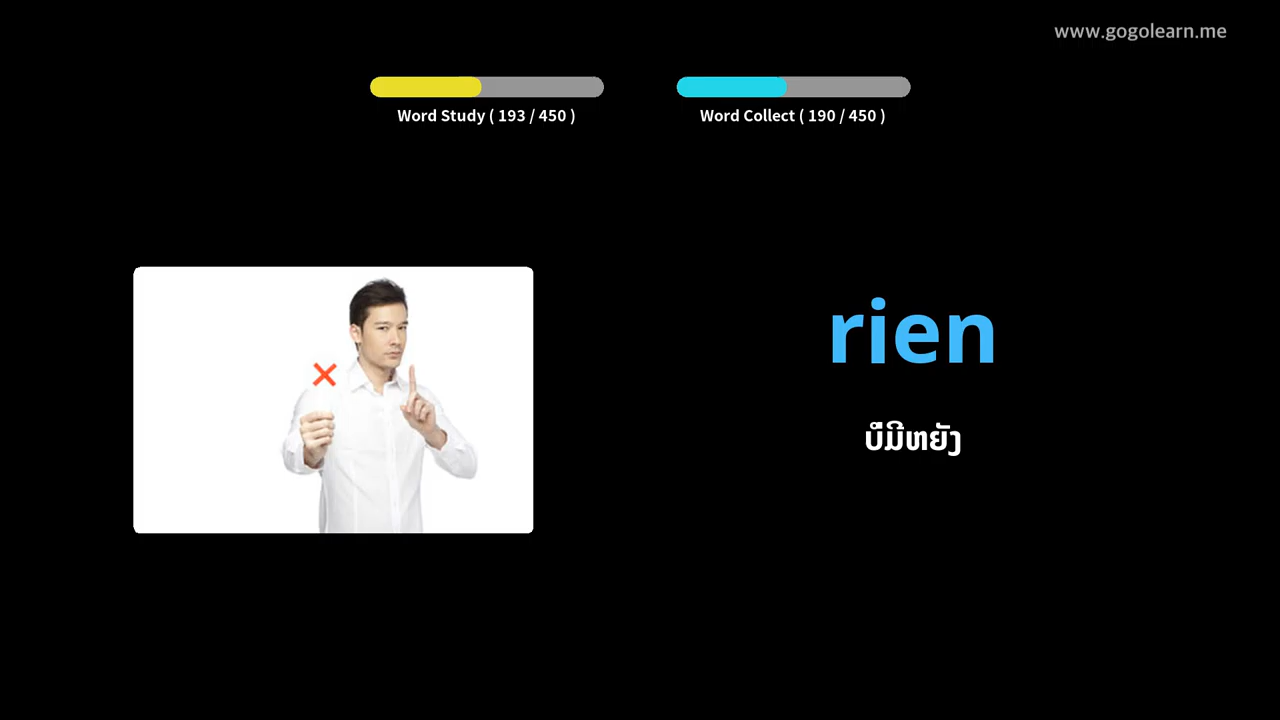 www.gogolearn.me
Word Study ( 193 / 450 )
Word Collect ( 190 / 450 )
rien
ບໍ່ມີຫຍັງ